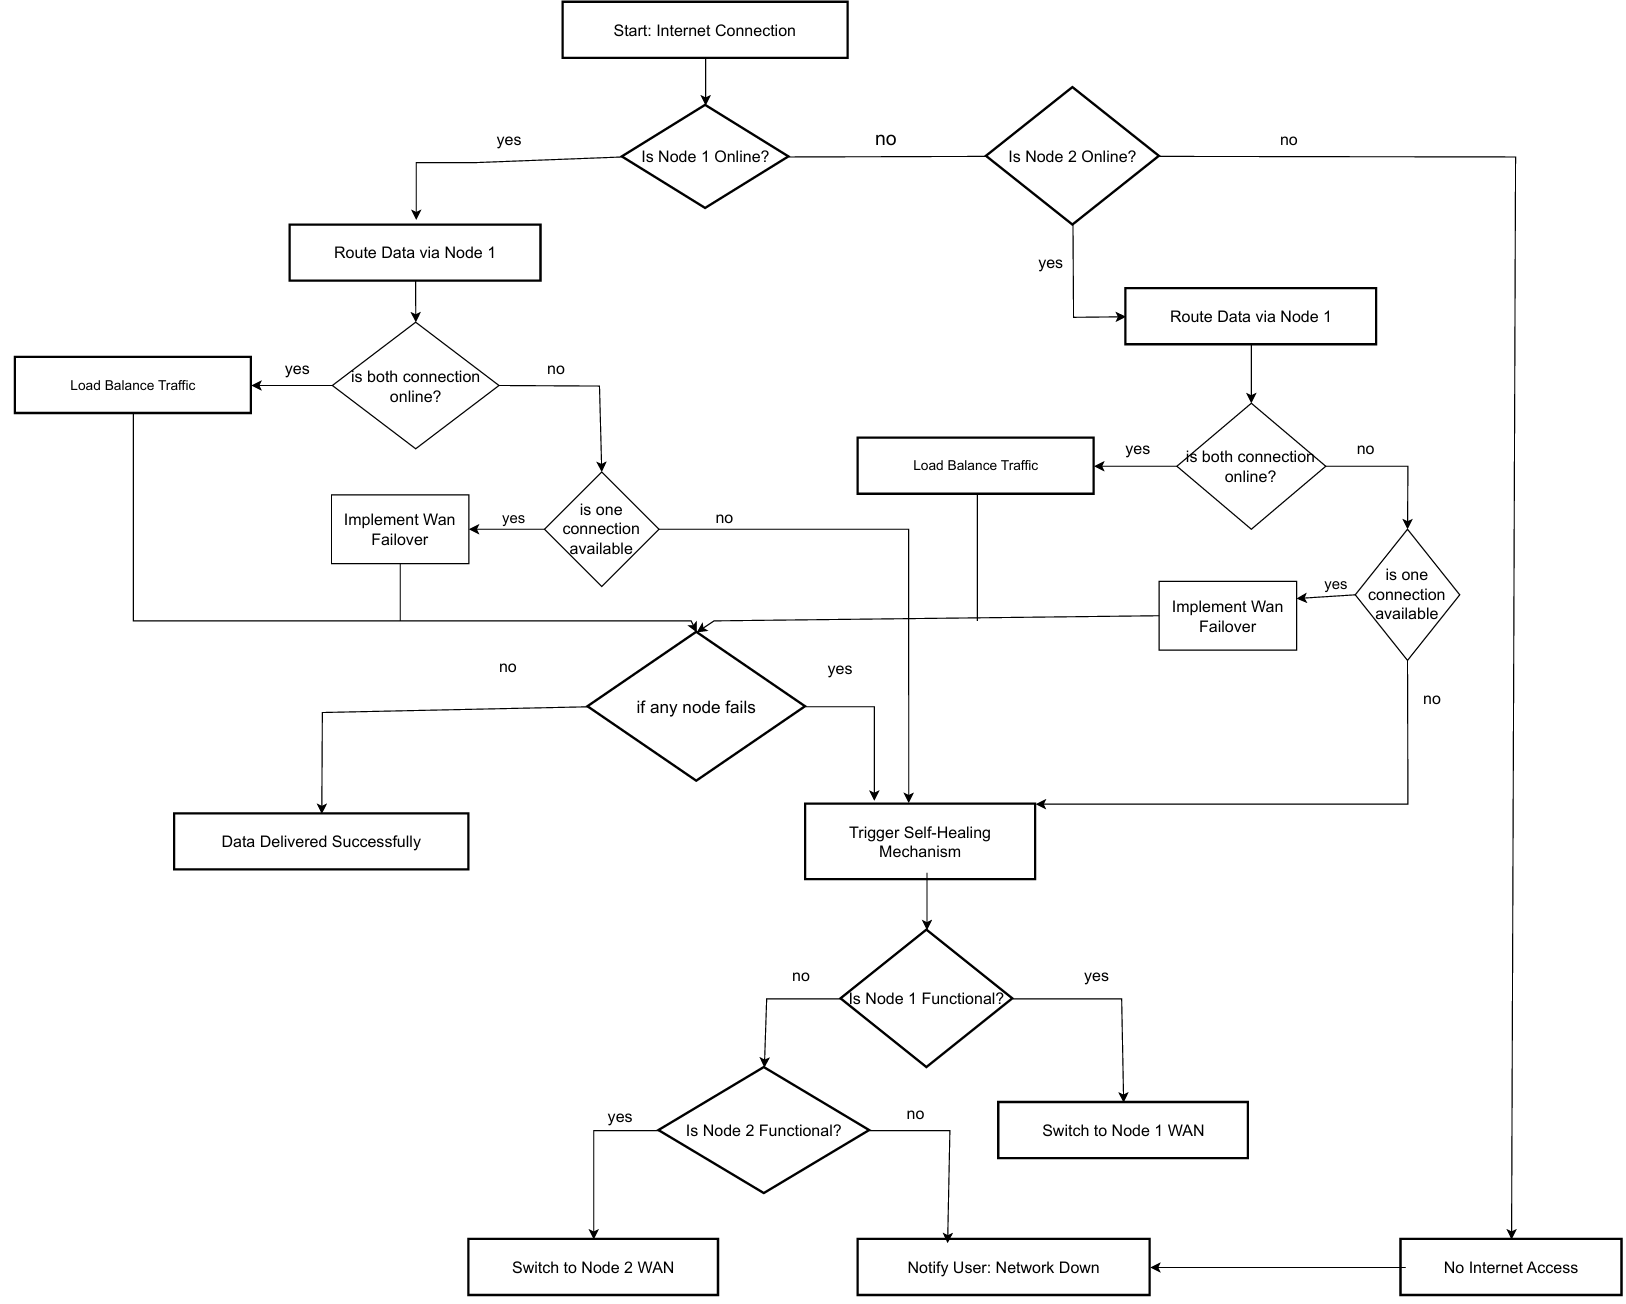 Start: Internet Connection
yes
Is Node 1 Online?
no
Is Node 2 Online?
no
Route Data via Node 1
yes
Route Data via Node 1
Load Balance Traffic
yes
is both connection
online?
no
Load Balance Traffic
yes
is both connection
online?
no
Implement Wan
Failover
yes
is one
connection
available
no
Implement Wan
Failover
yes
is one
connection
available
no
no
if any node fails
yes
Data Delivered Successfully
Trigger Self-Healing
Mechanism
no
Is Node 1 Functional?
yes
yes
Is Node 2 Functional?
no
Switch to Node 1 WAN
Switch to Node 2 WAN
Notify User: Network Down
No Internet Access